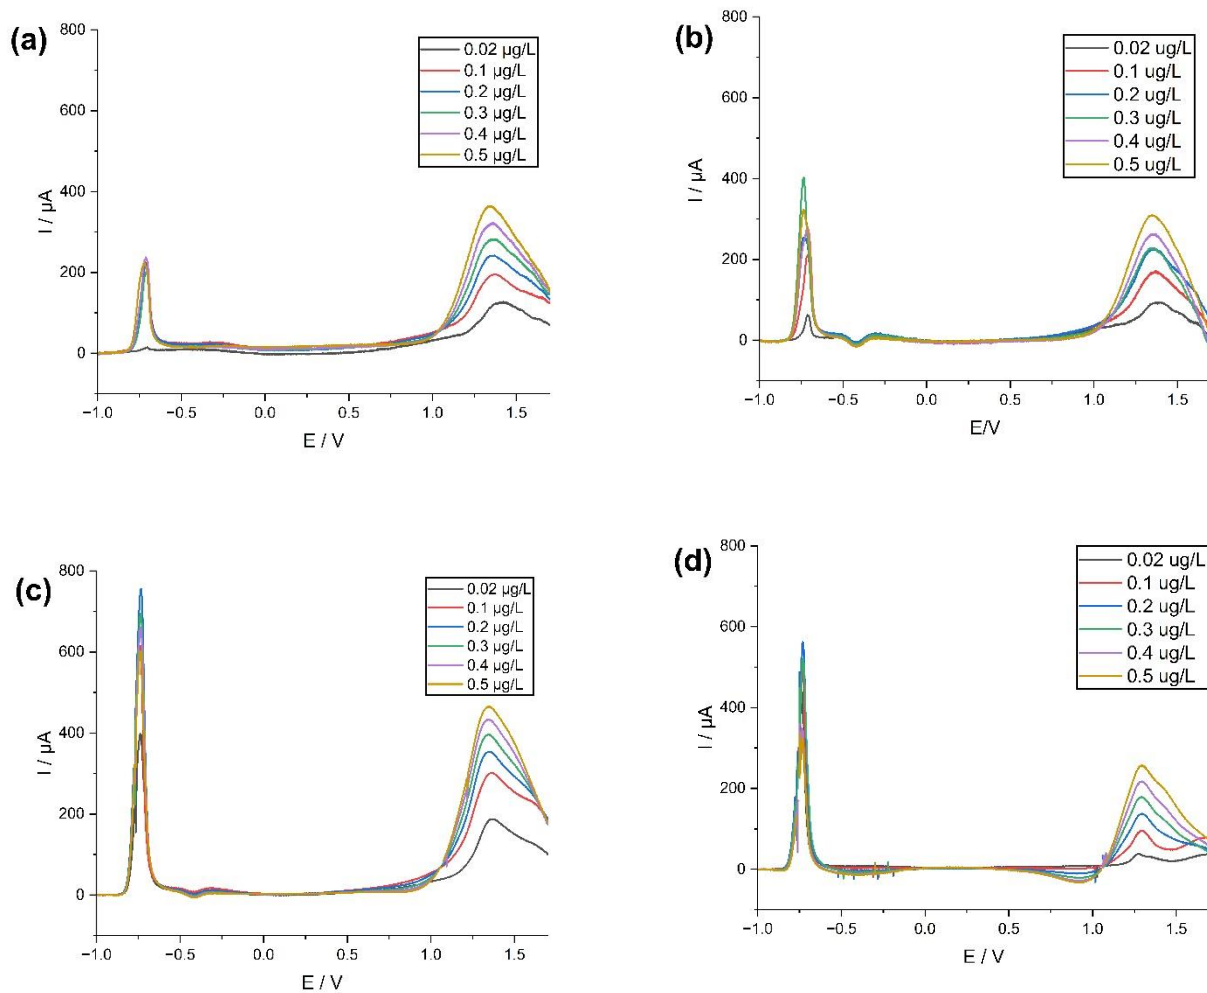 (a)
800
600
400
200
0
I / µA
−1.0 −0.5 0.0 0.5 1.0 1.5
E / V
0.02 µg/L
0.1 µg/L
0.2 µg/L
0.3 µg/L
0.4 µg/L
0.5 µg/L
(b)
800
600
400
200
0
I / µA
−1.0 −0.5 0.0 0.5 1.0 1.5
E/V
0.02 ug/L
0.1 ug/L
0.2 ug/L
0.3 ug/L
0.4 ug/L
0.5 ug/L
(c)
800
600
400
200
0
I / µA
−1.0 −0.5 0.0 0.5 1.0 1.5
E / V
0.02 µg/L
0.1 µg/L
0.2 µg/L
0.3 µg/L
0.4 µg/L
0.5 µg/L
(d)
800
600
400
200
0
I / µA
−1.0 −0.5 0.0 0.5 1.0 1.5
E / V
0.02 ug/L
0.1 ug/L
0.2 ug/L
0.3 ug/L
0.4 ug/L
0.5 ug/L